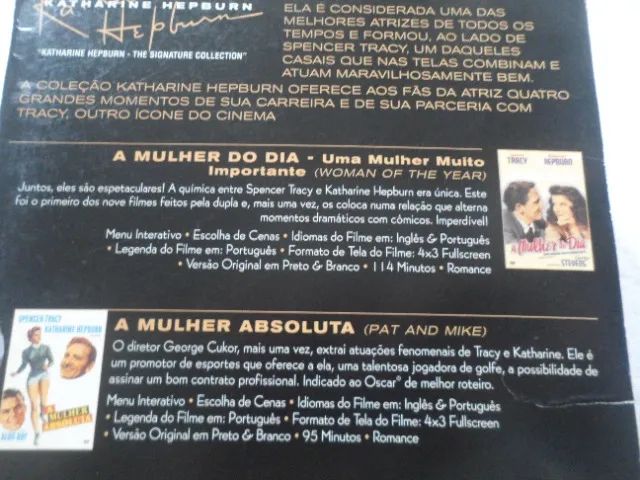 KATHARINE HEPBURN
Hepburn
"KATHARINE HEPBURN - THE SIGNATURE COLLECTION"
ELA É CONSIDERADA UMA DAS
MELHORES ATRIZES DE TODOS OS
TEMPOS E FORMOU, AO LADO DE
SPENCER TRACY, UM DAQUELES
CASAIS QUE NAS TELAS COMBINAM E
ATUAM MARAVILHOSAMENTE BEM.
A COLEÇÃO KATHARINE HEPBURN OFERECE AOS FÃS DA ATRIZ QUATRO
GRANDES MOMENTOS DE SUA CARREIRA E DE SUA PARCERIA COM
TRACY, OUTRO ÍCONE DO CINEMA
A MULHER DO DIA - Uma Mulher Muito
Importante (WOMAN OF THE YEAR)
Juntos, eles são espetaculares! A química entre Spencer Tracy e Katharine Hepburn era única. Este
foi o primeiro dos nove filmes feitos pela dupla e, mais uma vez, os coloca numa relação que alterna
momentos dramáticos com cômicos. Imperdível!
Menu Interativo • Escolha de Cenas • Idiomas do Filme em: Inglês & Português
• Legenda do Filme em: Português • Formato de Tela do Filme: 4x3 Fullscreen
• Versão Original em Preto & Branco • 114 Minutos • Romance
TRACY HEPBURN
A Mulher do Dia
STEVENS
SPENCER TRACY
KATHARINE HEPBURN
A MULHER
ABSOLUTA
ALDO RAY
A MULHER ABSOLUTA (PAT AND MIKE)
O diretor George Cukor, mais uma vez, extrai atuações fenomenais de Tracy e Katharine. Ele é
um promotor de esportes que oferece a ela, uma talentosa jogadora de golfe, a possibilidade de
assinar um bom contrato profissional. Indicado ao Oscar® de melhor roteiro.
Menu Interativo • Escolha de Cenas • Idiomas do Filme em: Inglês & Português
• Legenda do Filme em: Português • Formato de Tela do Filme: 4x3 Fullscreen
• Versão Original em Preto & Branco • 95 Minutos • Romance